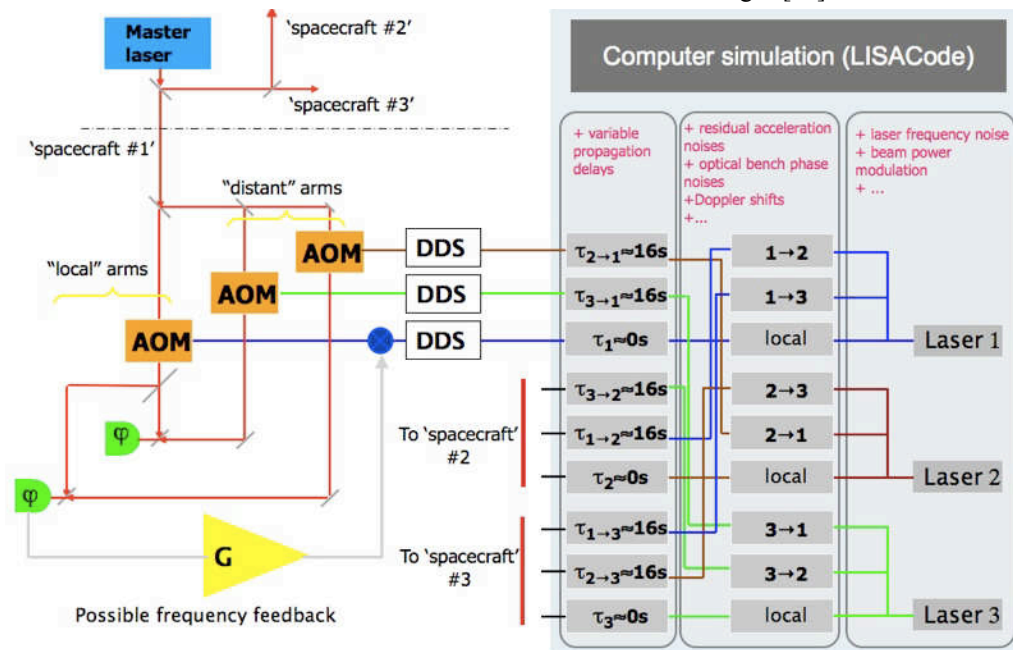 Master
laser
'spacecraft #2'
'spacecraft #3'
'spacecraft #1'
"distant" arms
"local" arms
AOM
AOM
AOM
DDS
DDS
DDS
φ
φ
G
Possible frequency feedback
To 'spacecraft'
#2
To 'spacecraft'
#3
Computer simulation (LISACode)
+ variable
propagation
delays
+ residual acceleration
noises
+ optical bench phase
noises
+Doppler shifts
+...
+ laser frequency noise
+ beam power
modulation
+ ...
τ2→1≈16s
τ3→1≈16s
τ1≈0s
τ3→2≈16s
τ1→2≈16s
τ2≈0s
τ1→3≈16s
τ2→3≈16s
τ3≈0s
1→2
1→3
local
2→3
2→1
local
3→1
3→2
local
Laser 1
Laser 2
Laser 3